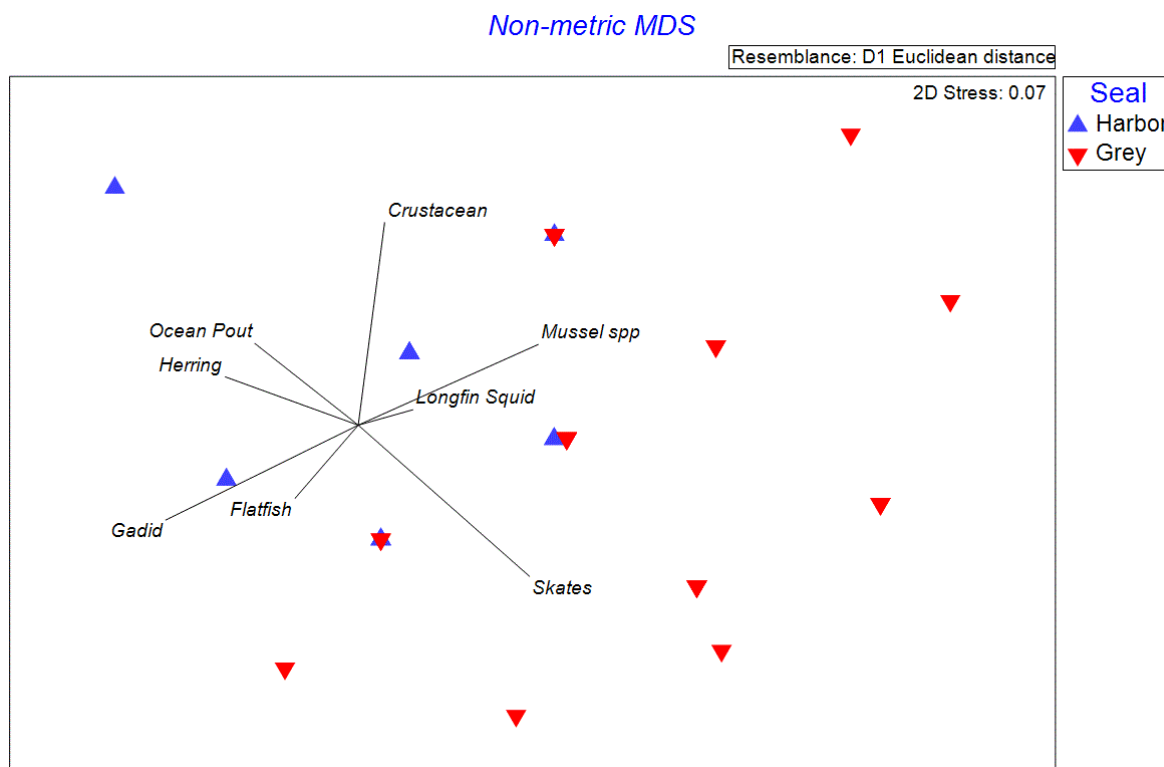 Non-metric MDS
Resemblance: D1 Euclidean distance
2D Stress: 0.07
Seal
Harbor
Grey
Crustacean
Ocean Pout
Mussel spp
Herring
Longfin Squid
Flatfish
Gadid
Skates